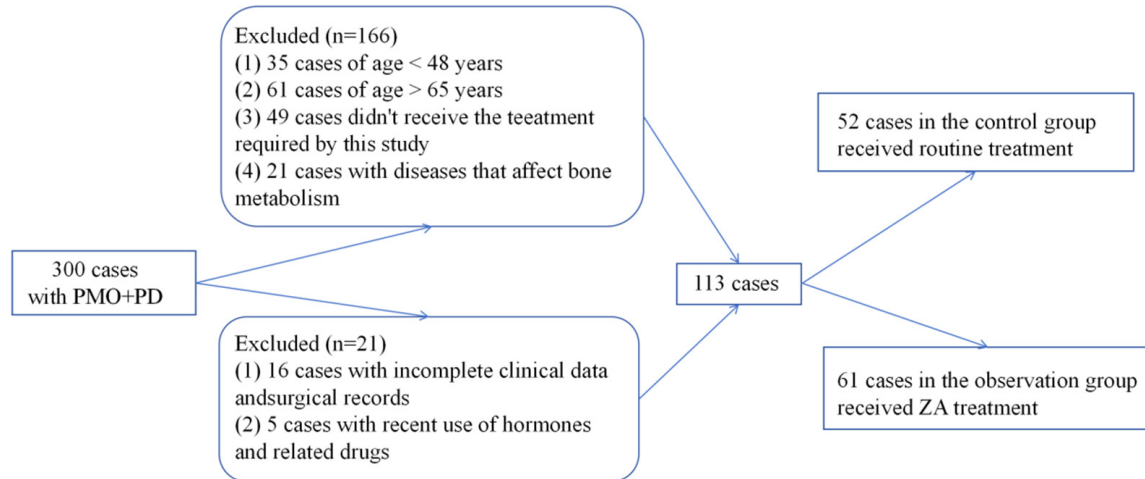 Excluded (n=166)
(1) 35 cases of age < 48 years
(2) 61 cases of age > 65 years
(3) 49 cases didn't receive the teeatment
required by this study
(4) 21 cases with diseases that affect bone
metabolism
300 cases
with PMO+PD
Excluded (n=21)
(1) 16 cases with incomplete clinical data
andsurgical records
(2) 5 cases with recent use of hormones
and related drugs
113 cases
52 cases in the control group
received routine treatment
61 cases in the observation group
received ZA treatment